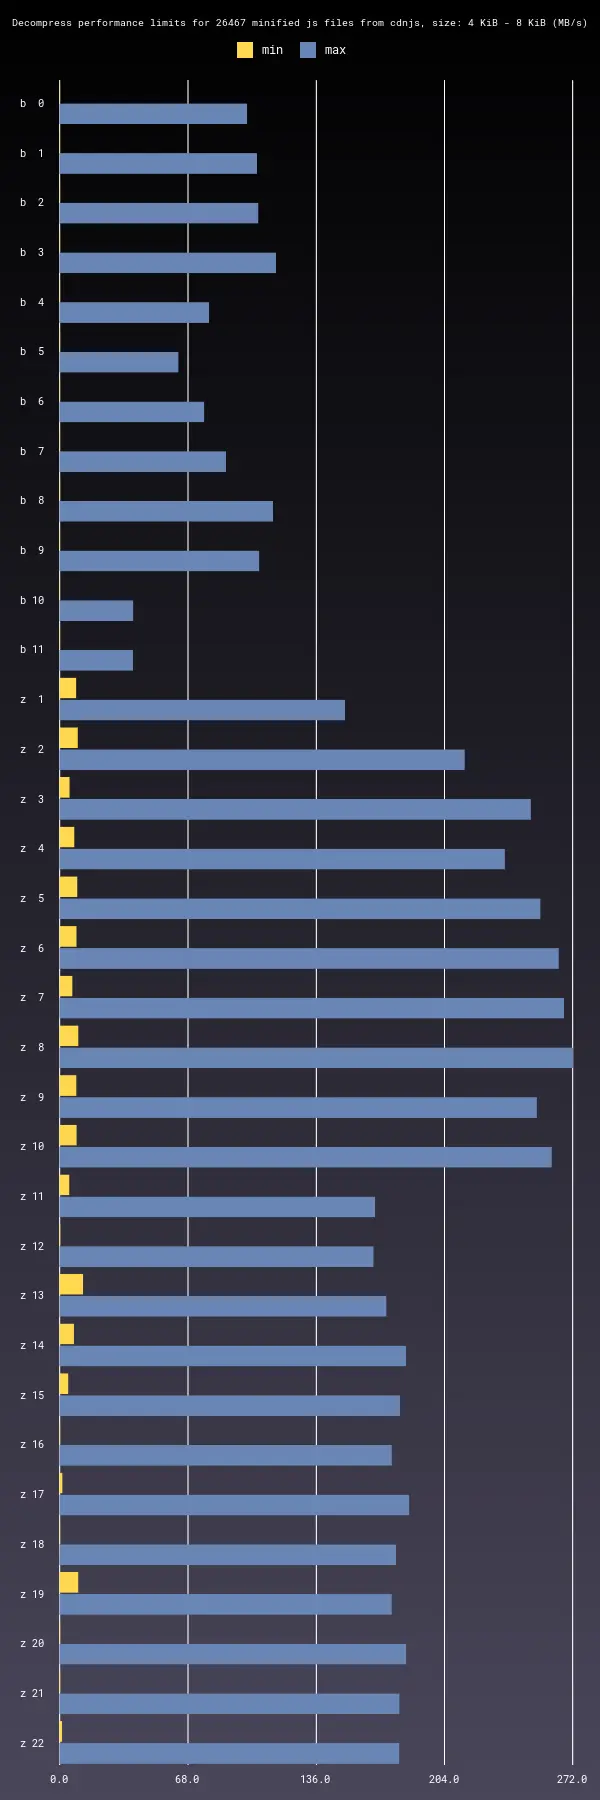 Decompress performance limits for 26467 minified js files from cdnjs, size: 4 KiB - 8 KiB (MB/s)
min max
b 0
b 1
b 2
b 3
b 4
b 5
b 6
b 7
b 8
b 9
b 10
b 11
z 1
z 2
z 3
z 4
z 5
z 6
z 7
z 8
z 9
z 10
z 11
z 12
z 13
z 14
z 15
z 16
z 17
z 18
z 19
z 20
z 21
z 22
0.0 68.0 136.0 204.0 272.0